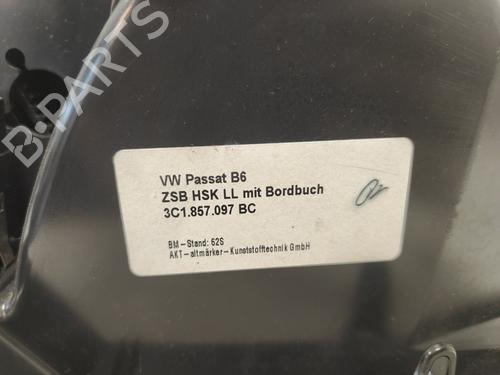 VW Passat B6
ZSB HSK LL mit Bordbuch
3C1.857.097 BC
BM-Stand: 62S
AKT-altmärker-Kunststofftechnik GmbH
B-PARTS